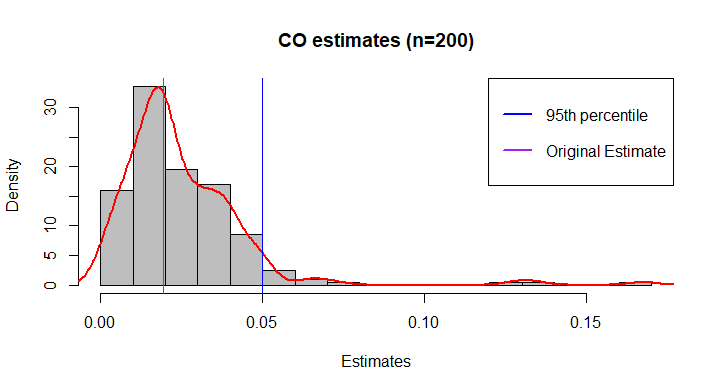 CO estimates (n=200)
95th percentile
Original Estimate
Density
30
20
10
5
0
0.00 0.05 0.10 0.15
Estimates